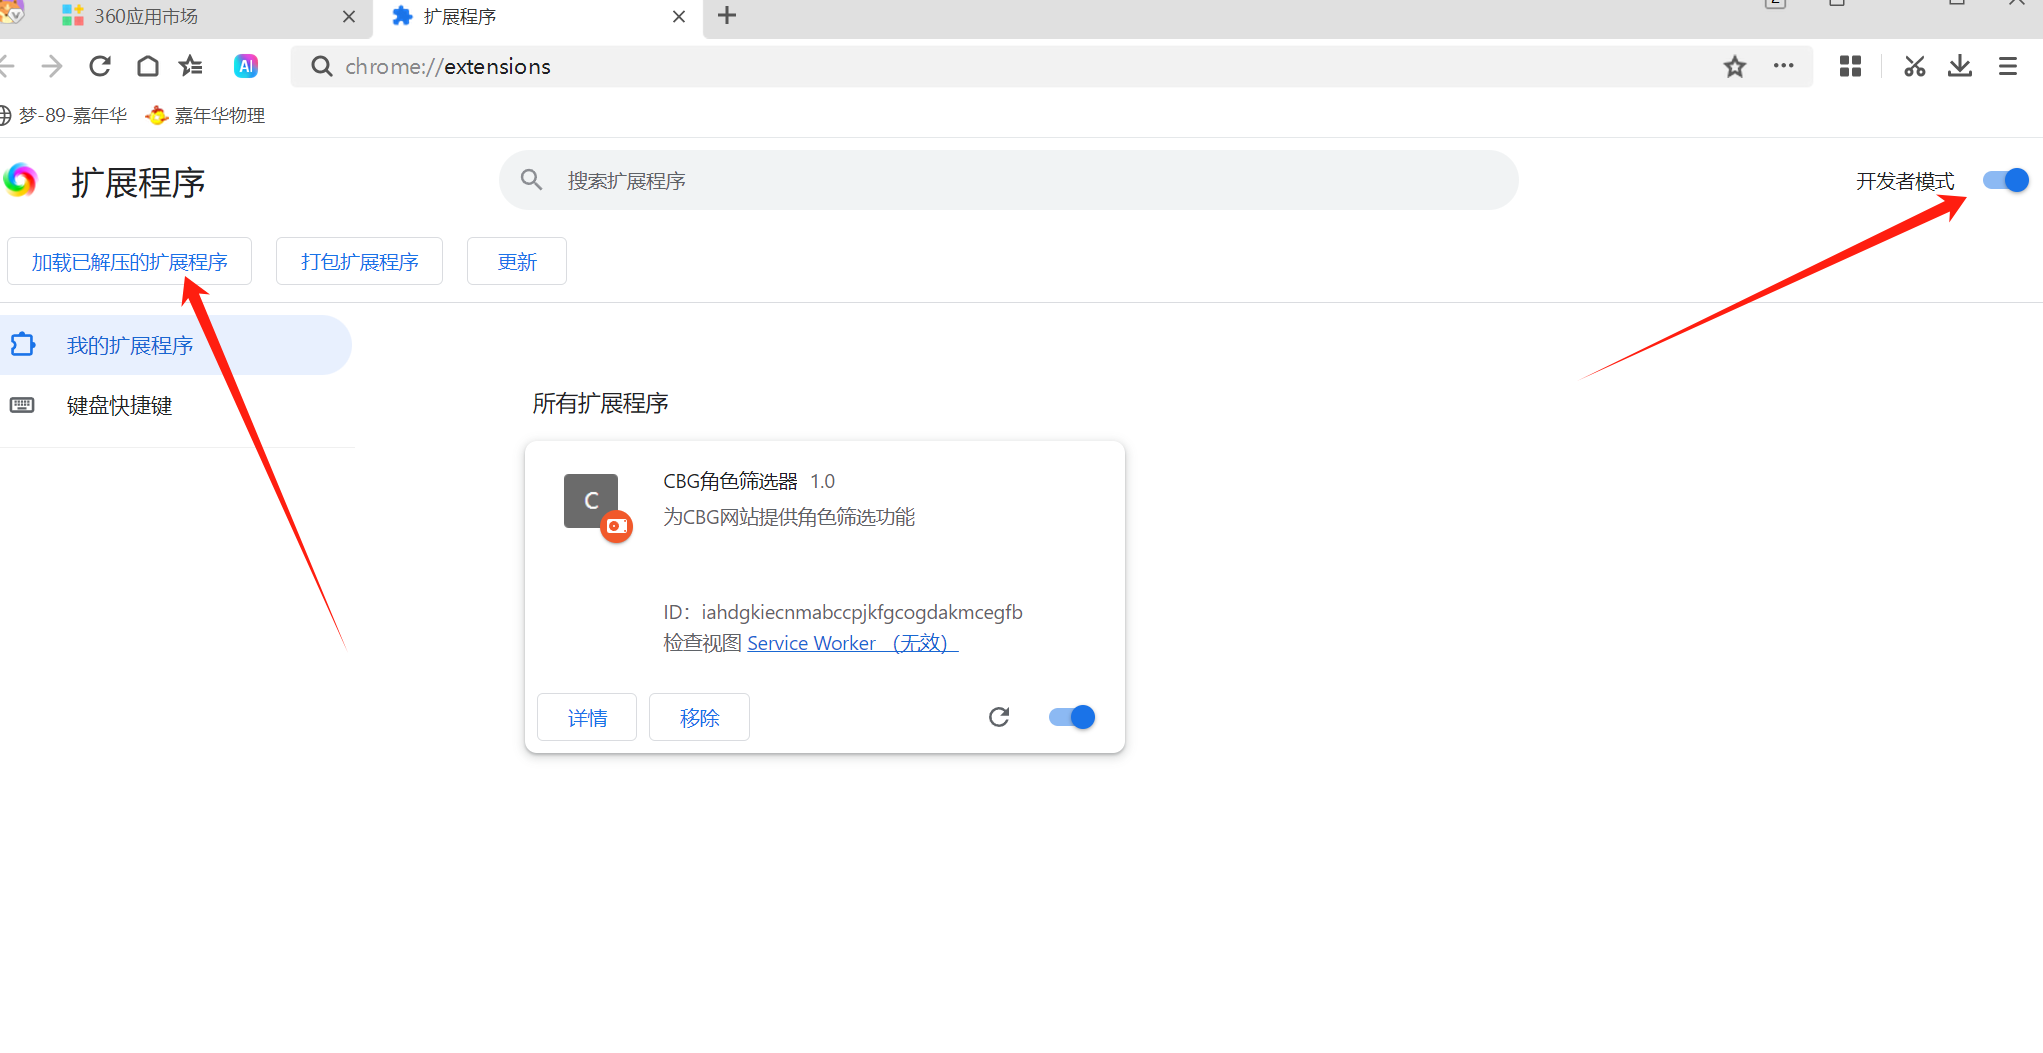 360应用市场
扩展程序
AI
chrome://extensions
梦-89-嘉年华
嘉年华物理
扩展程序
搜索扩展程序
开发者模式
加载已解压的扩展程序
打包扩展程序
更新
我的扩展程序
键盘快捷键
所有扩展程序
C
CBG角色筛选器 1.0
为CBG网站提供角色筛选功能
ID：iahdgkiecnmabccpjkfgcogdakmcegfb
检查视图 Service Worker （无效）
详情
移除